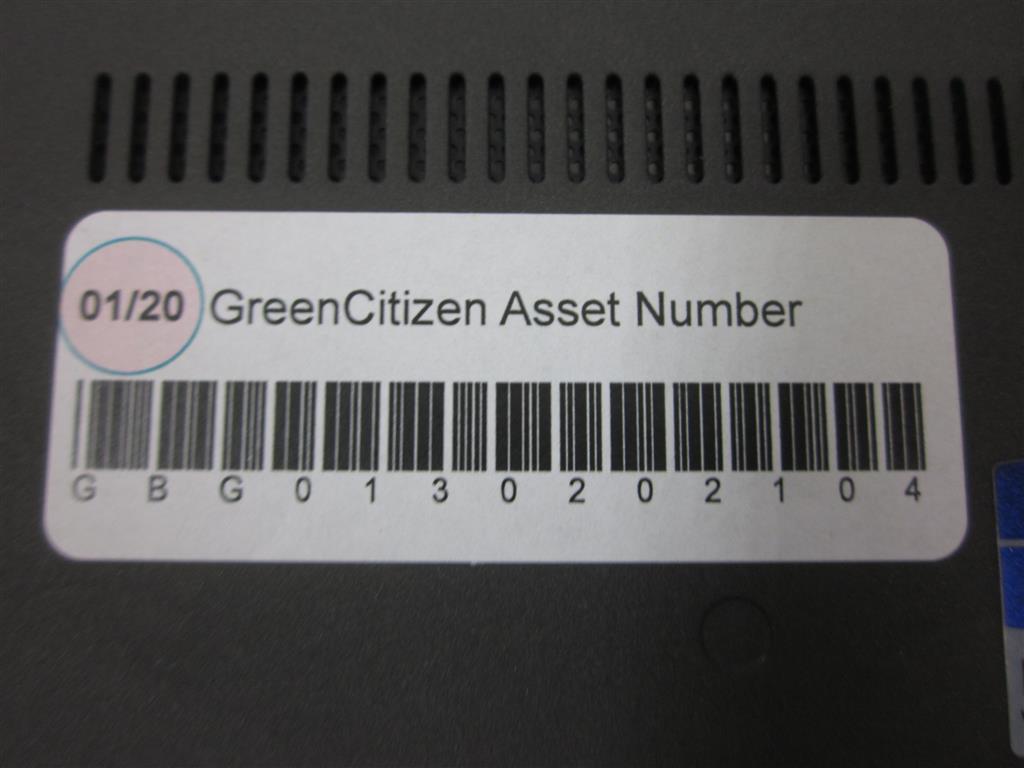 01/20 GreenCitizen Asset Number
G B G 0 1 3 0 2 0 2 1 0 4